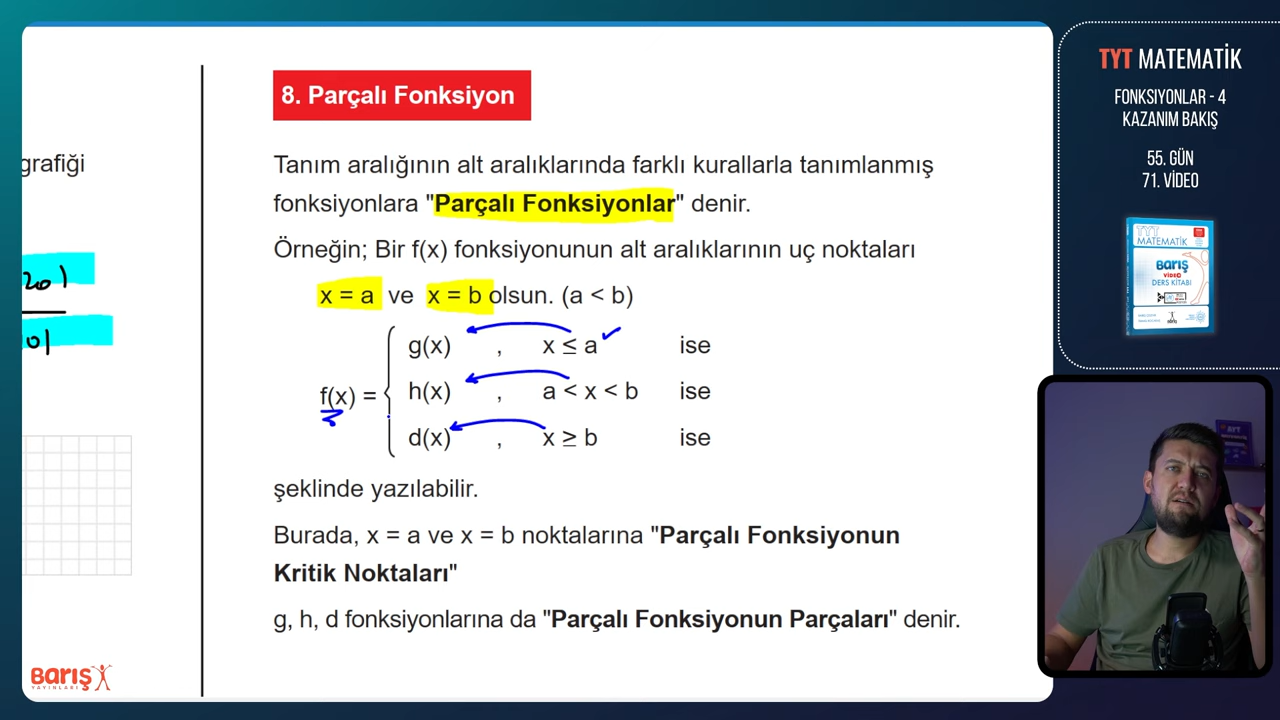 8. Parçalı Fonksiyon
Tanım aralığının alt aralıklarında farklı kurallarla tanımlanmış
fonksiyonlara "Parçalı Fonksiyonlar" denir.
Örneğin; Bir f(x) fonksiyonunun alt aralıklarının uç noktaları
x = a ve x = b olsun. (a < b)
g(x) , x ≤ a ise
f(x) = h(x) , a < x < b ise
d(x) , x ≥ b ise
şeklinde yazılabilir.
Burada, x = a ve x = b noktalarına "Parçalı Fonksiyonun
Kritik Noktaları"
g, h, d fonksiyonlarına da "Parçalı Fonksiyonun Parçaları" denir.
grafiği
201
01
Barış
YAYINLARI
TYT MATEMATİK
FONKSIYONLAR - 4
KAZANIM BAKIŞ
55. GÜN
71. VİDEO
TYT
MATEMATİK
Barış
VİDEO
DERS KİTABI